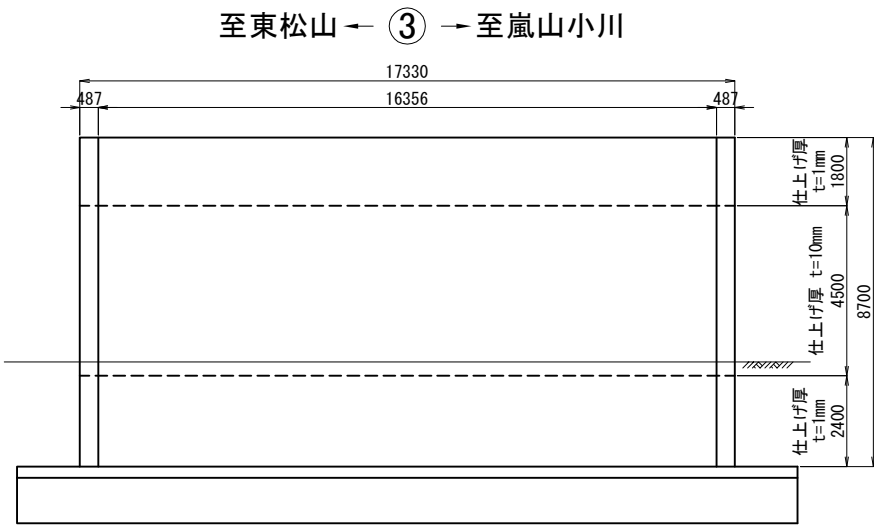 至東松山← ③ →至嵐山小川
17330
487 16356 487
仕上げ厚
t=1mm
1800
仕上げ厚 t=10mm
4500
8700
仕上げ厚
t=1mm
2400